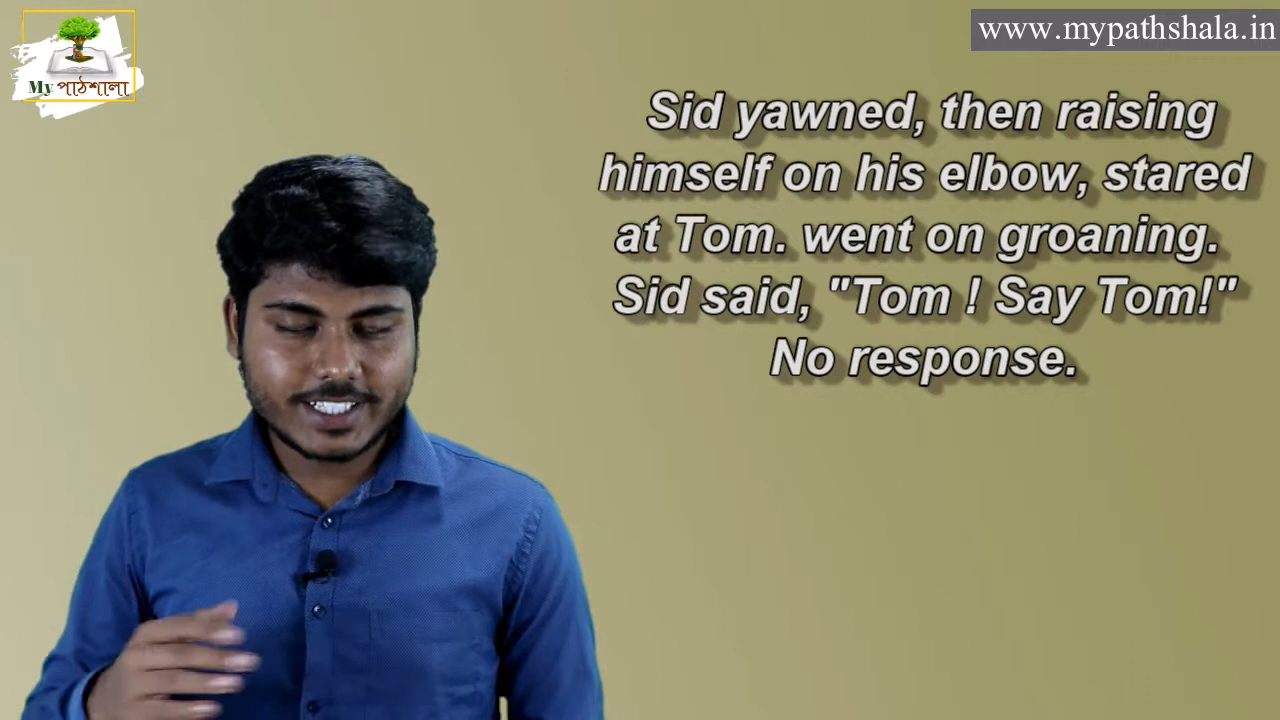 www.mypathshala.in
My পাঠশালা
Sid yawned, then raising
himself on his elbow, stared
at Tom. went on groaning.
Sid said, "Tom ! Say Tom!"
No response.